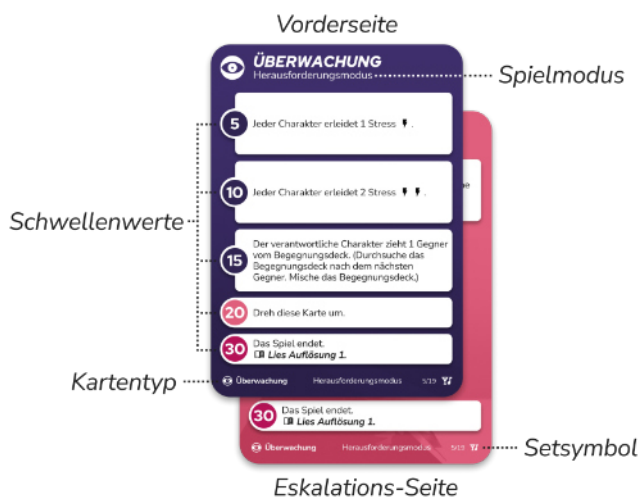 Vorderseite
ÜBERWACHUNG
Herausforderungsmodus
Spielmodus
5
Jeder Charakter erleidet 1 Stress .
10
Jeder Charakter erleidet 2 Stress .
Schwellenwerte
15
Der verantwortliche Charakter zieht 1 Gegner
vom Begegnungsdeck. (Durchsuche das
Begegnungsdeck nach dem nächsten
Gegner. Mische das Begegnungsdeck.)
20
Dreh diese Karte um.
30
Das Spiel endet.
Lies Auflösung 1.
Kartentyp
Überwachung Herausforderungsmodus 5/19
30
Das Spiel endet.
Lies Auflösung 1.
Überwachung Herausforderungsmodus 5/19
Setsymbol
Eskalations-Seite